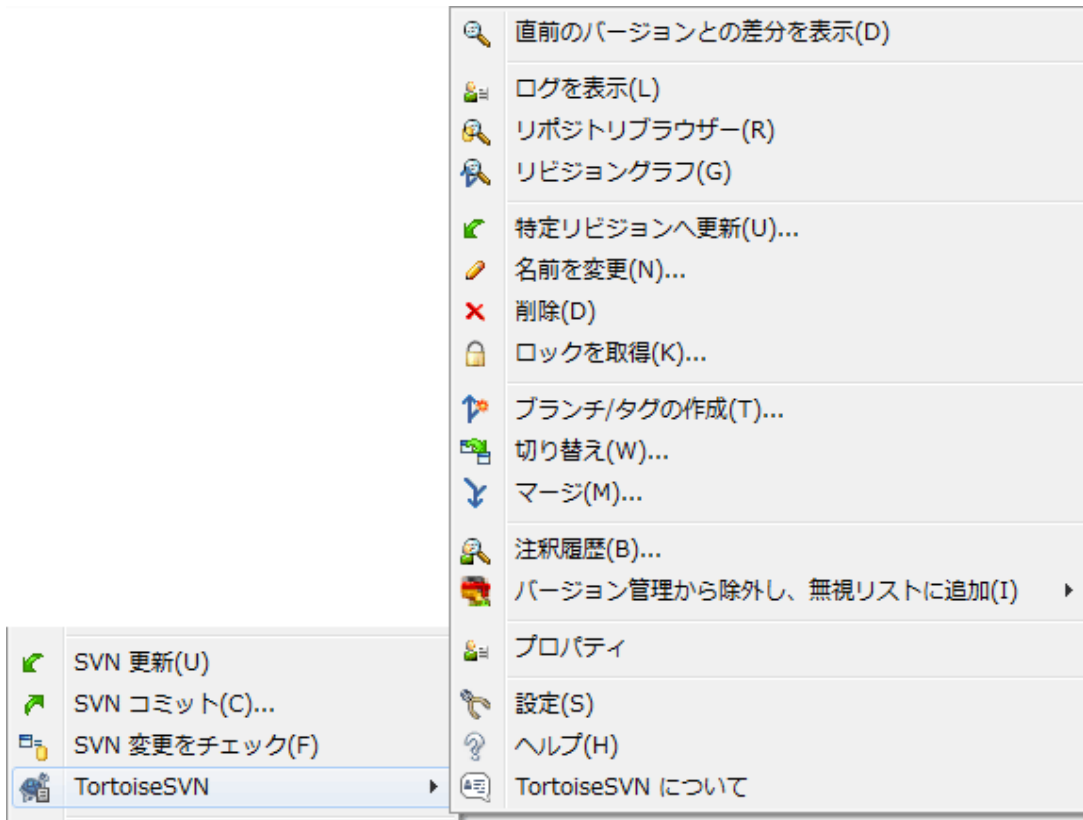 直前のバージョンとの差分を表示(D)
ログを表示(L)
リポジトリブラウザー(R)
リビジョングラフ(G)
特定リビジョンへ更新(U)...
名前を変更(N)...
削除(D)
ロックを取得(K)...
ブランチ/タグの作成(T)...
切り替え(W)...
マージ(M)...
注釈履歴(B)...
バージョン管理から除外し、無視リストに追加(I)
プロパティ
設定(S)
ヘルプ(H)
TortoiseSVN について
SVN 更新(U)
SVN コミット(C)...
SVN 変更をチェック(F)
TortoiseSVN